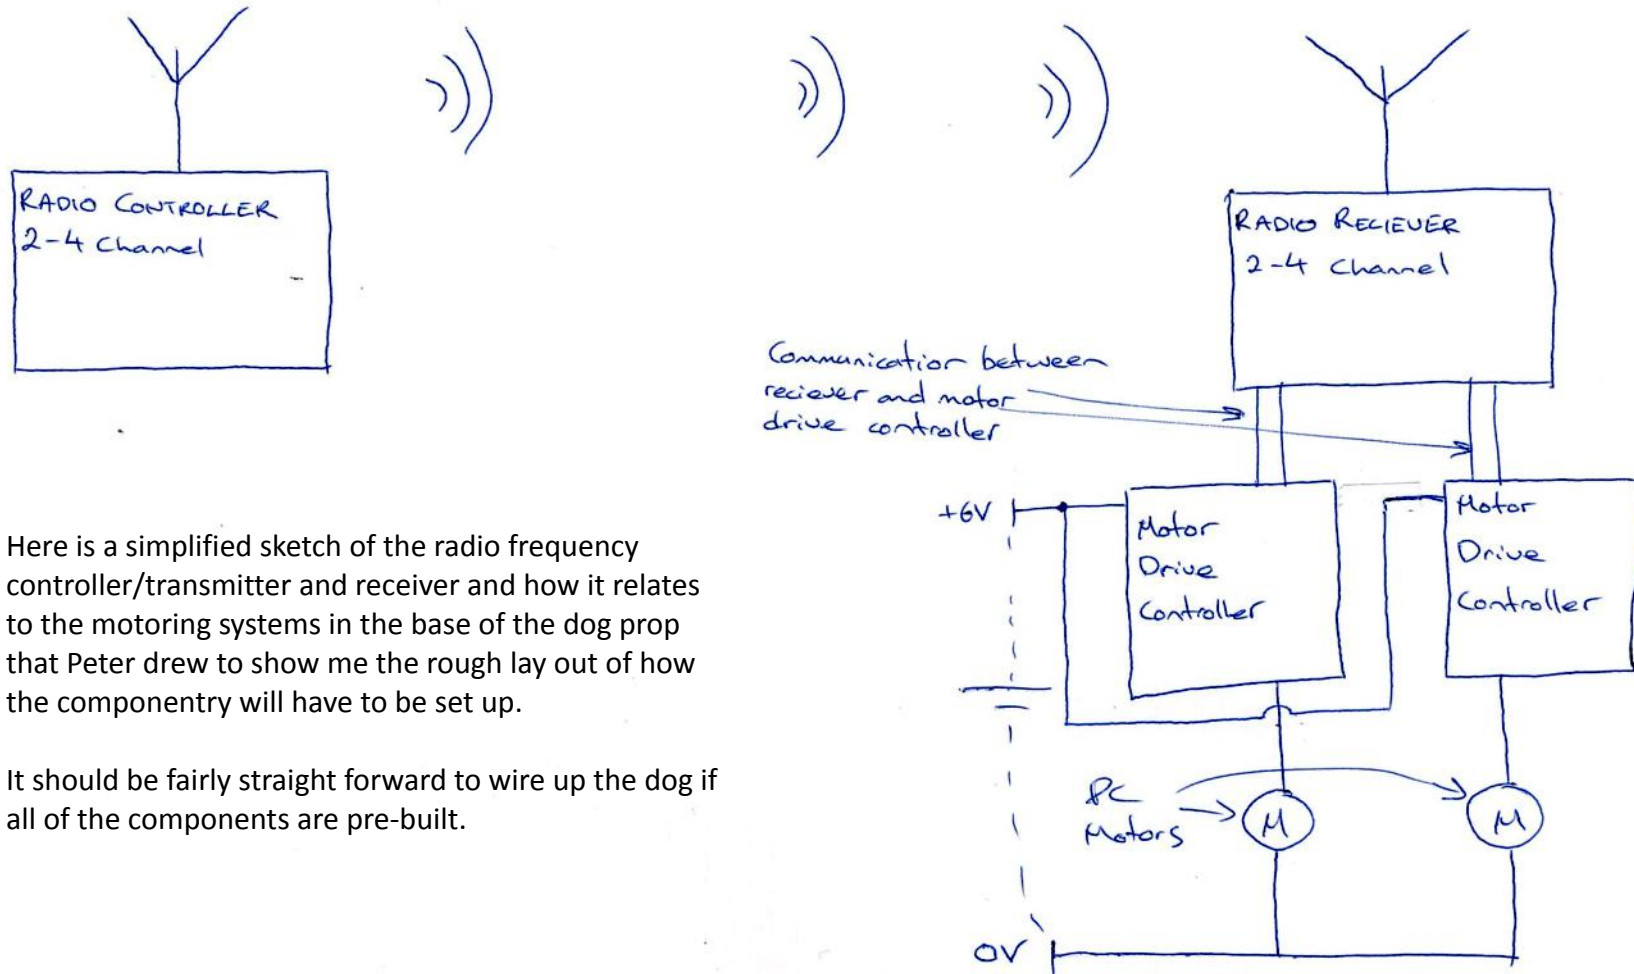 RADIO CONTROLLER
2-4 Channel
RADIO RECIEVER
2-4 Channel
Communication between
reciever and motor
drive controller
+6V
Motor
Drive
Controller
Motor
Drive
Controller
Here is a simplified sketch of the radio frequency
controller/transmitter and receiver and how it relates
to the motoring systems in the base of the dog prop
that Peter drew to show me the rough lay out of how
the componentry will have to be set up.
It should be fairly straight forward to wire up the dog if
all of the components are pre-built.
DC
Motors
M
M
0V